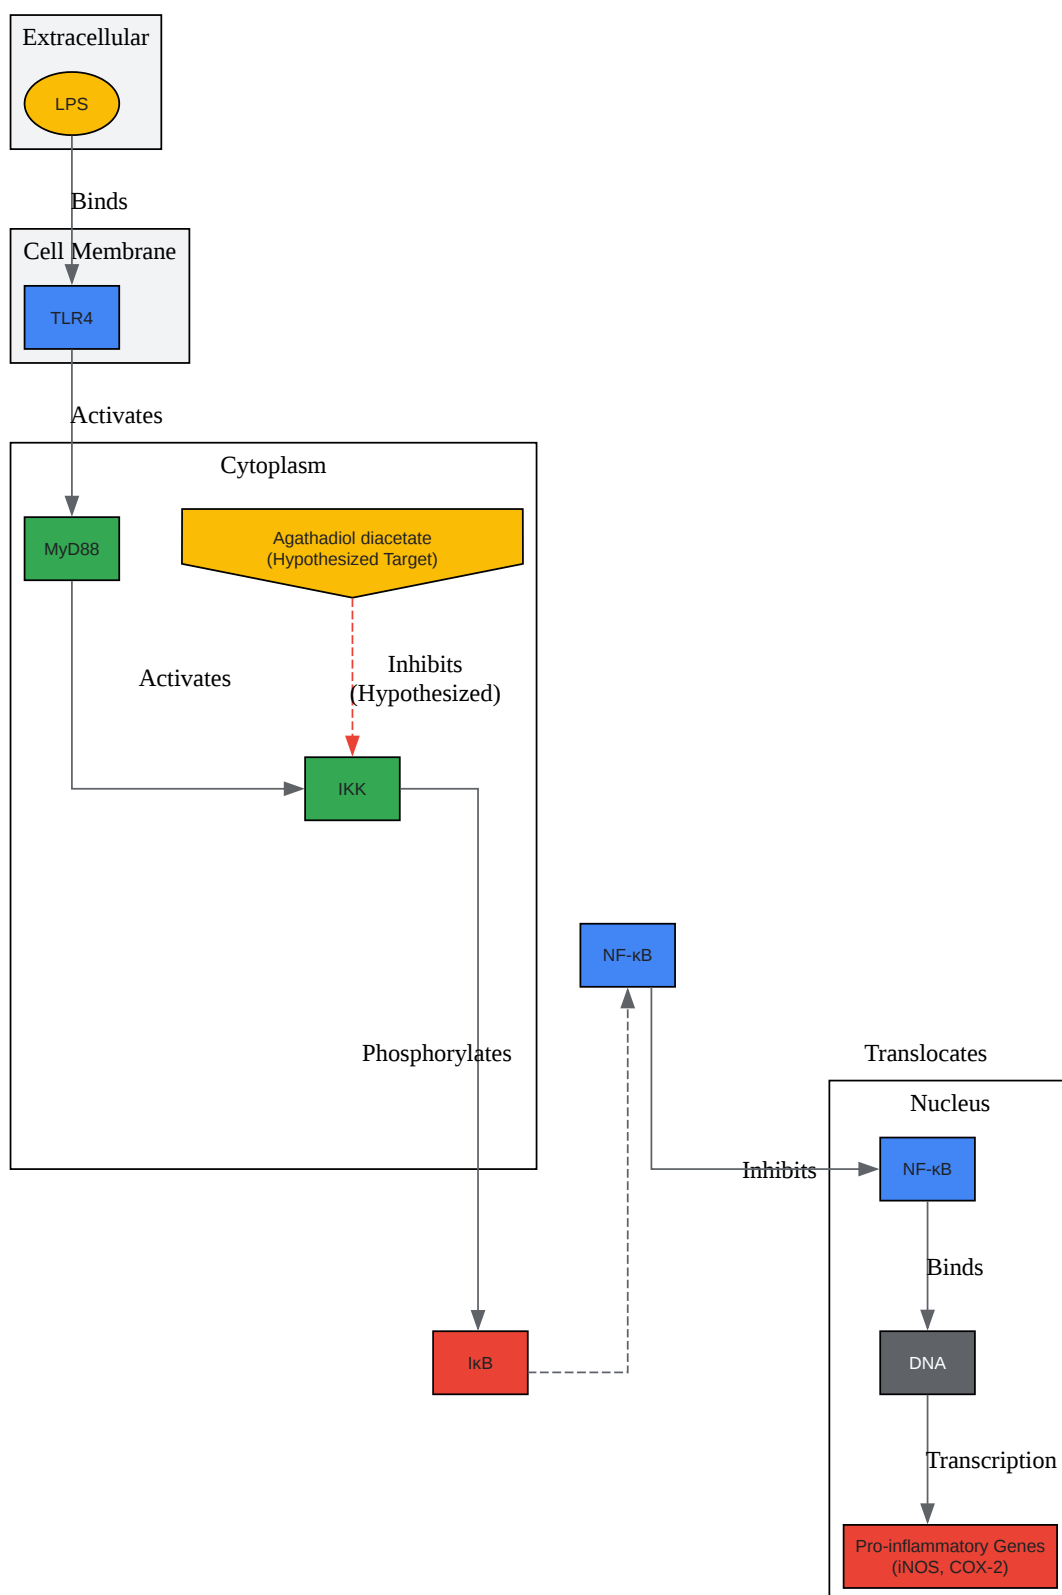 Extracellular
LPS
Binds
Cell Membrane
TLR4
Activates
Cytoplasm
MyD88
Agathadiol diacetate
(Hypothesized Target)
Activates
Inhibits
(Hypothesized)
IKK
NF-κB
Phosphorylates
Translocates
Nucleus
Inhibits
NF-κB
Binds
IκB
DNA
Transcription
Pro-inflammatory Genes
(iNOS, COX-2)